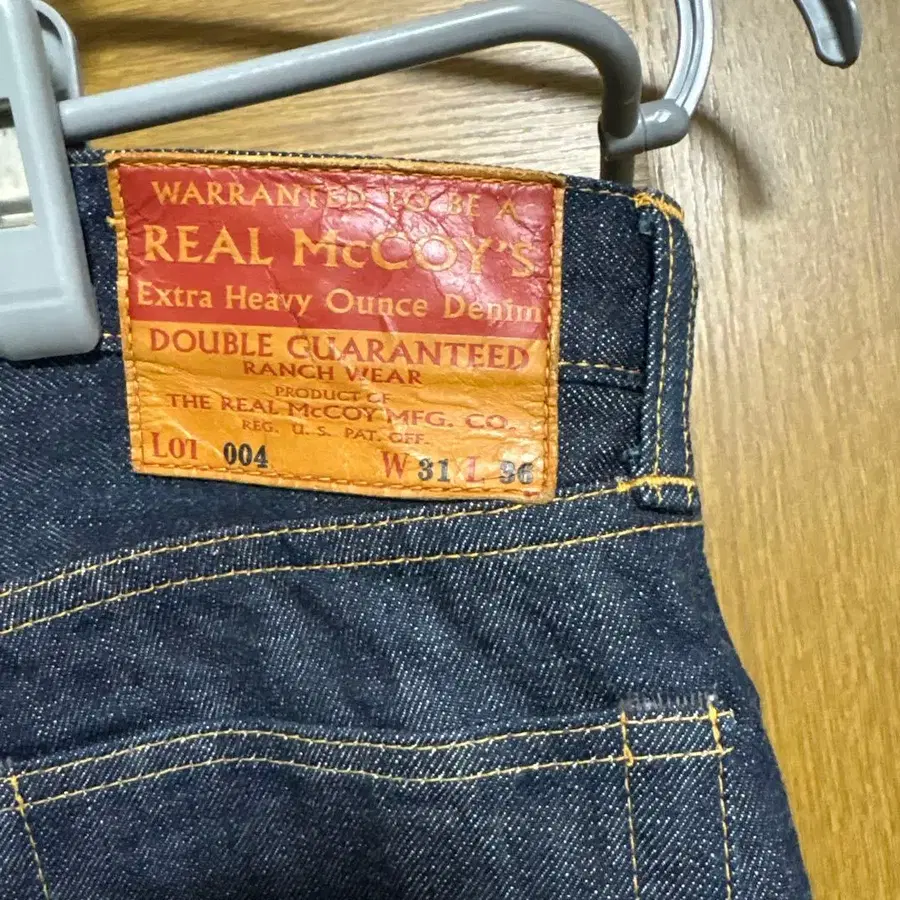 WARRANTED TO BE A
REAL McCOY'S
Extra Heavy Ounce Denim
DOUBLE GUARANTEED
RANCH WEAR
PRODUCT OF
THE REAL McCOY MFG. CO.
REG. U. S. PAT. OFF.
LOT 004 W 31 L 36